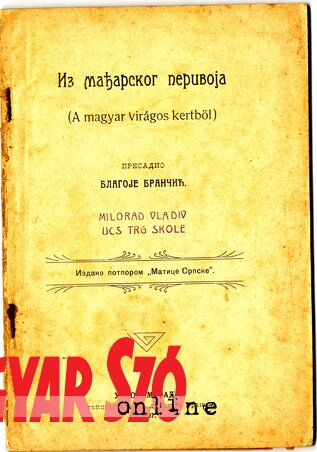 Из мађарског перивоја
(A magyar virágos kertből)
ПРЕСАДИО
БЛАГОЈЕ БРАНЧИЋ.
MILORAD VLADIV
UCS TRG SKOLE
Издано потпором „Матице Српске“.
GYAR SZÓ
online